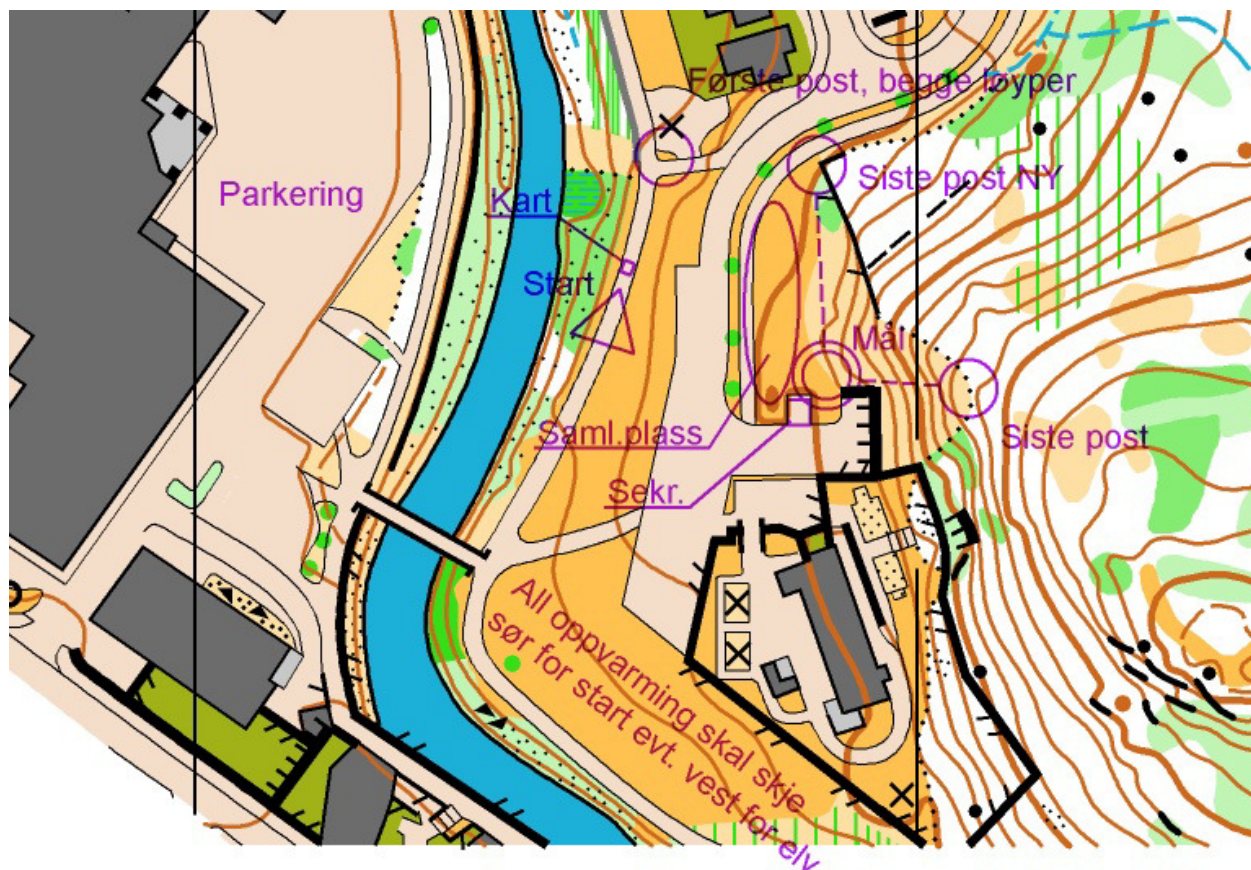 Første post, begge løyper
Parkering
Kart
Siste post NY
Start
Mål
Saml.plass
Siste post
Sekr.
All oppvarming skal skje
sør for start evt. vest for elv